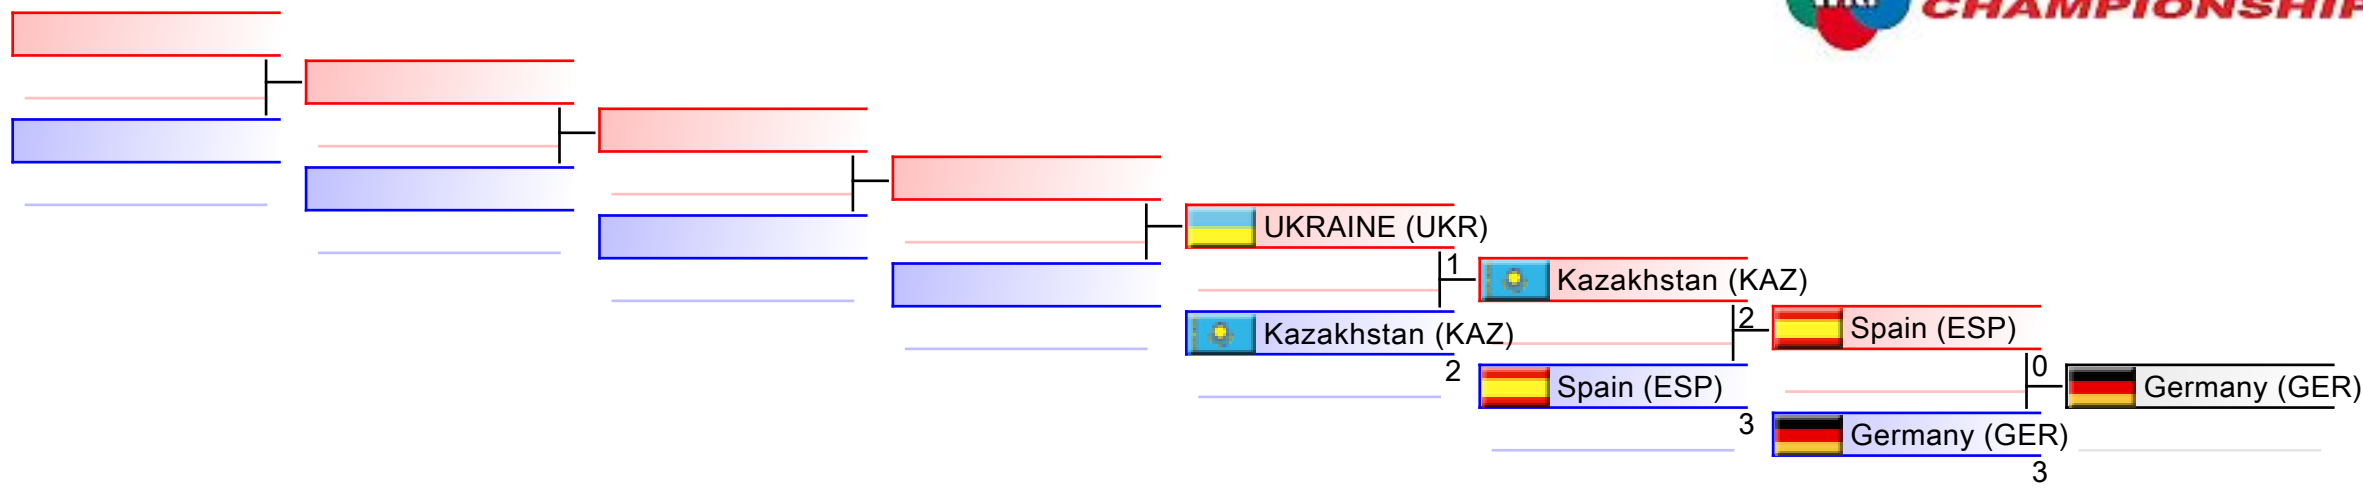 CHAMPIONSHIP
UKRAINE (UKR)
1
Kazakhstan (KAZ)
Kazakhstan (KAZ)
2
2
Spain (ESP)
Spain (ESP)
3
0
Germany (GER)
Germany (GER)
3